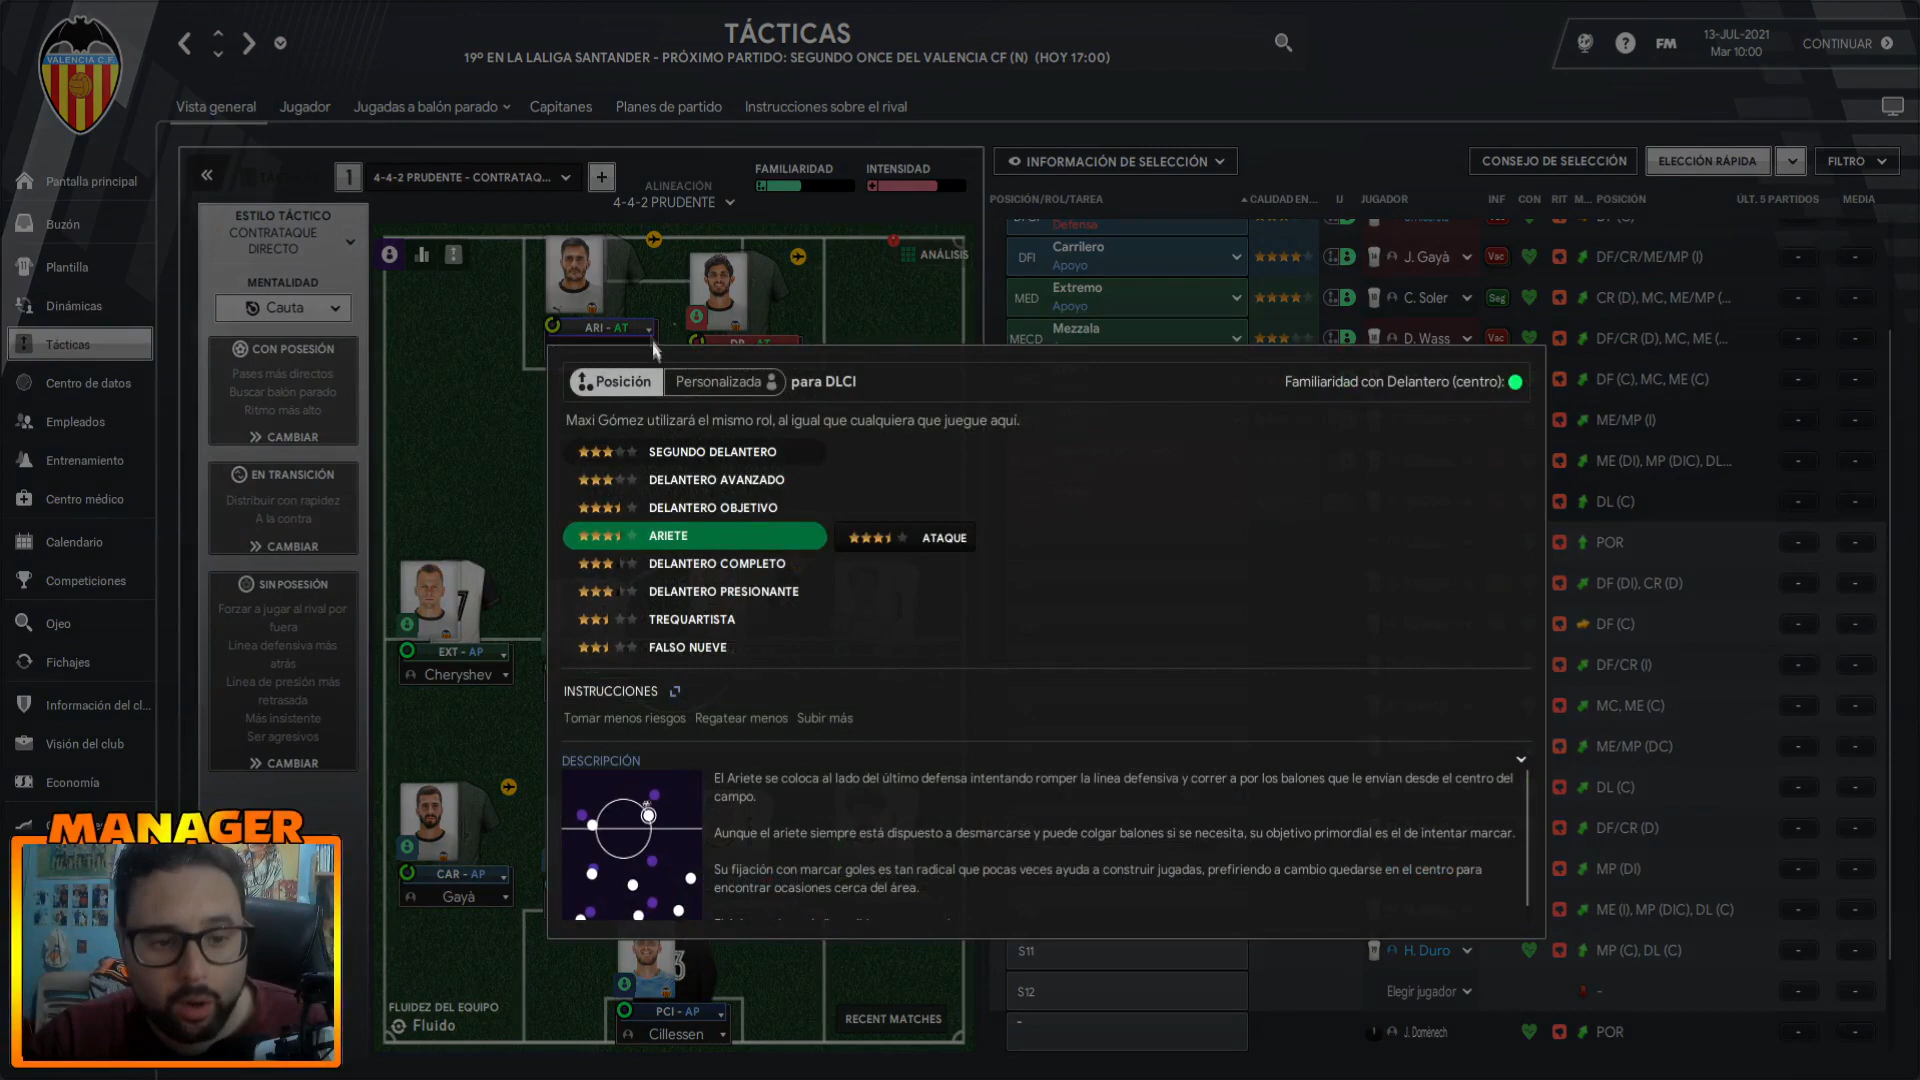 VALENCIA C.F.
TÁCTICAS
19º EN LA LALIGA SANTANDER - PRÓXIMO PARTIDO: SEGUNDO ONCE DEL VALENCIA CF (N) (HOY 17:00)
FM
13-JUL-2021
Mar 10:00
CONTINUAR
Vista general
Jugador
Jugadas a balón parado
Capitanes
Planes de partido
Instrucciones sobre el rival
Pantalla principal
Buzón
Plantilla
Dinámicas
Tácticas
Centro de datos
Empleados
Entrenamiento
Centro médico
Calendario
Competiciones
Ojeo
Fichajes
Información del cl...
Visión del club
Economía
MANAGER
1
4-4-2 PRUDENTE - CONTRATAQ...
ALINEACIÓN
4-4-2 PRUDENTE
FAMILIARIDAD
INTENSIDAD
ESTILO TÁCTICO
CONTRATAQUE
DIRECTO
MENTALIDAD
Cauta
CON POSESIÓN
Pases más directos
Buscar balón parado
Ritmo más alto
CAMBIAR
EN TRANSICIÓN
Distribuir con rapidez
A la contra
CAMBIAR
SIN POSESIÓN
Forzar a jugar al rival por
fuera
Línea defensiva más
atrás
Línea de presión más
retrasada
Más insistente
Ser agresivos
CAMBIAR
ANÁLISIS
ARI - AT
EXT - AP
Cheryshev
CAR - AP
Gayà
PCI - AP
Cillessen
FLUIDEZ DEL EQUIPO
Fluido
RECENT MATCHES
INFORMACIÓN DE SELECCIÓN
CONSEJO DE SELECCIÓN
ELECCIÓN RÁPIDA
FILTRO
POSICIÓN/ROL/TAREA
CALIDAD EN...
IJ
JUGADOR
INF
CON
RIT
M...
POSICIÓN
ÚLT. 5 PARTIDOS
MEDIA
Defensa
DFI
Carrilero
Apoyo
J. Gayà
Vac
DF/CR/ME/MP (I)
MED
Extremo
Apoyo
C. Soler
Seg
CR (D), MC, ME/MP (...
MECD
Mezzala
D. Wass
Vac
DF/CR (D), MC, ME (...
DF (C), MC, ME (C)
ME/MP (I)
ME (DI), MP (DIC), DL...
DL (C)
POR
DF (DI), CR (D)
DF (C)
DF/CR (I)
MC, ME (C)
ME/MP (DC)
DL (C)
DF/CR (D)
MP (DI)
ME (I), MP (DIC), DL (C)
S11
H. Duro
MP (C), DL (C)
S12
Elegir jugador
J. Domènech
POR
Posición
Personalizada
para DLCI
Familiaridad con Delantero (centro):
Maxi Gómez utilizará el mismo rol, al igual que cualquiera que juegue aquí.
SEGUNDO DELANTERO
DELANTERO AVANZADO
DELANTERO OBJETIVO
ARIETE
ATAQUE
DELANTERO COMPLETO
DELANTERO PRESIONANTE
TREQUARTISTA
FALSO NUEVE
INSTRUCCIONES
Tomar menos riesgos Regatear menos Subir más
DESCRIPCIÓN
El Ariete se coloca al lado del último defensa intentando romper la línea defensiva y correr a por los balones que le envían desde el centro del
campo.
Aunque el ariete siempre está dispuesto a desmarcarse y puede colgar balones si se necesita, su objetivo primordial es el de intentar marcar.
Su fijación con marcar goles es tan radical que pocas veces ayuda a construir jugadas, prefiriendo a cambio quedarse en el centro para
encontrar ocasiones cerca del área.